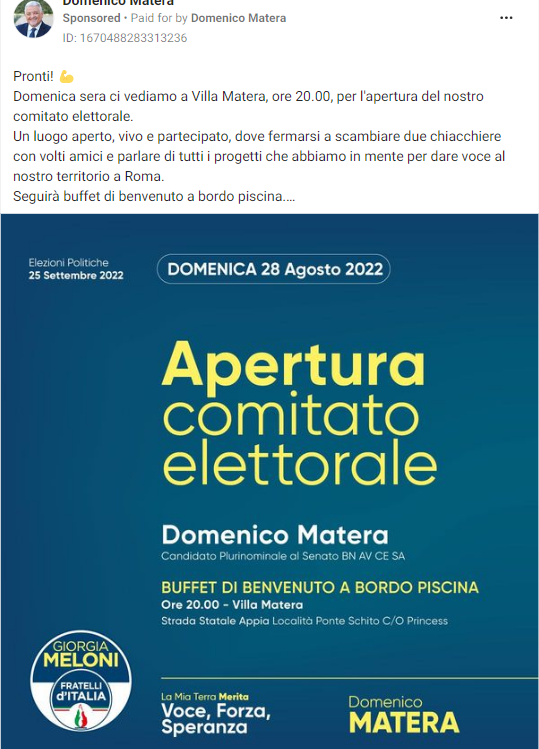 Domenico Matera
Sponsored • Paid for by Domenico Matera
ID: 1670488283313236
Pronti! 💪
Domenica sera ci vediamo a Villa Matera, ore 20.00, per l'apertura del nostro
comitato elettorale.
Un luogo aperto, vivo e partecipato, dove fermarsi a scambiare due chiacchiere
con volti amici e parlare di tutti i progetti che abbiamo in mente per dare voce al
nostro territorio a Roma.
Seguirà buffet di benvenuto a bordo piscina....
Elezioni Politiche
25 Settembre 2022
DOMENICA 28 Agosto 2022
Apertura
comitato
elettorale
Domenico Matera
Candidato Plurinominale al Senato BN AV CE SA
BUFFET DI BENVENUTO A BORDO PISCINA
Ore 20.00 - Villa Matera
Strada Statale Appia Località Ponte Schito C/O Princess
GIORGIA
MELONI
FRATELLI
d'ITALIA
La Mia Terra Merita
Voce, Forza,
Speranza
Domenico
MATERA